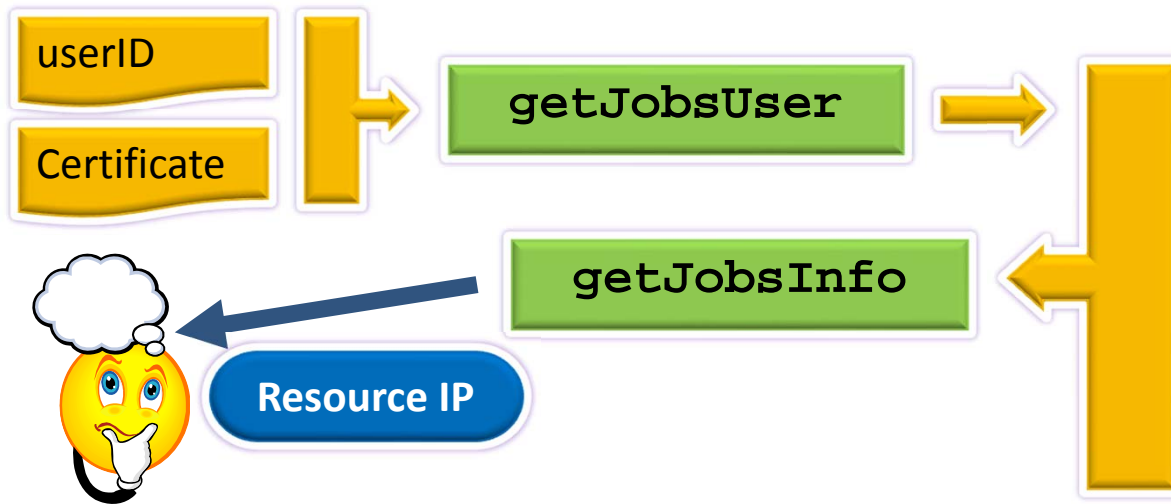 userID
Certificate
getJobsUser
getJobsInfo
Resource IP